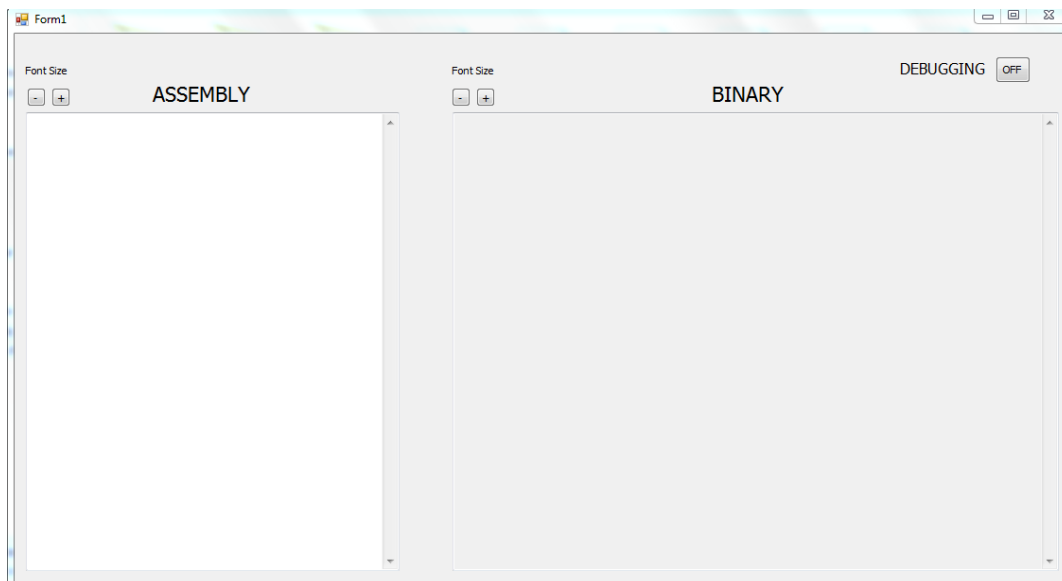 Form1
Font Size
- +
ASSEMBLY
Font Size
- +
BINARY
DEBUGGING OFF